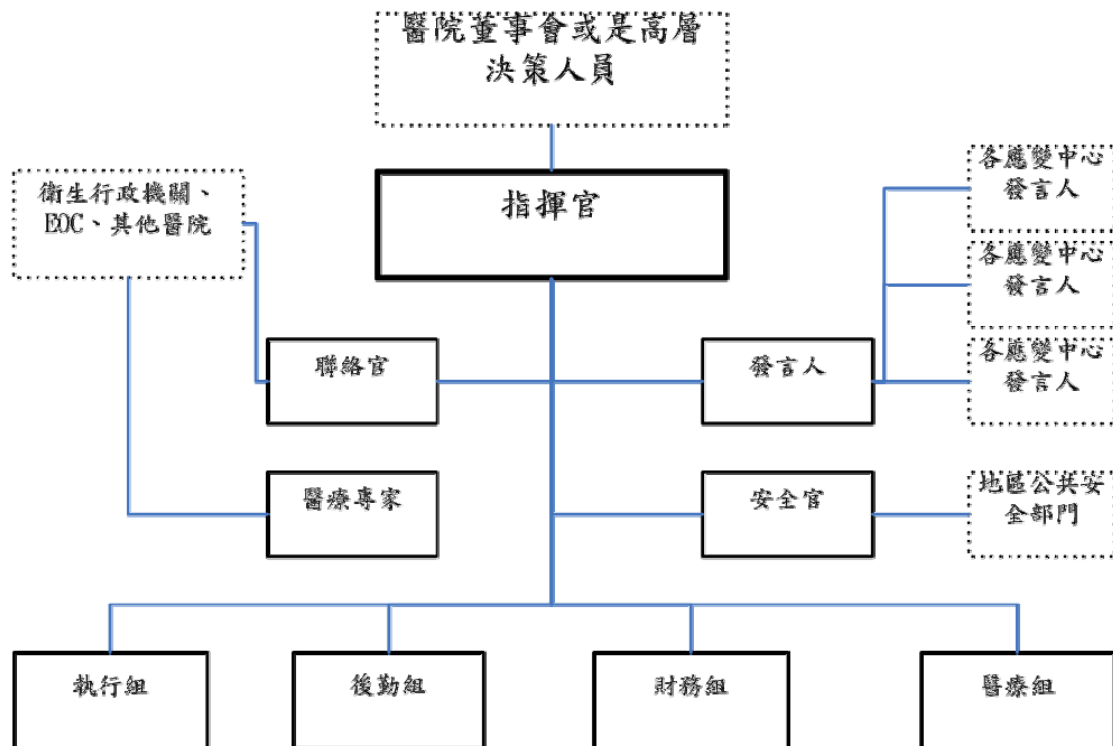 醫院董事會或是高層
決策人員
指揮官
衛生行政機關、
EOC、其他醫院
各應變中心
發言人
各應變中心
發言人
各應變中心
發言人
聯絡官
發言人
醫療專家
安全官
地區公共安
全部門
執行組
後勤組
財務組
醫療組